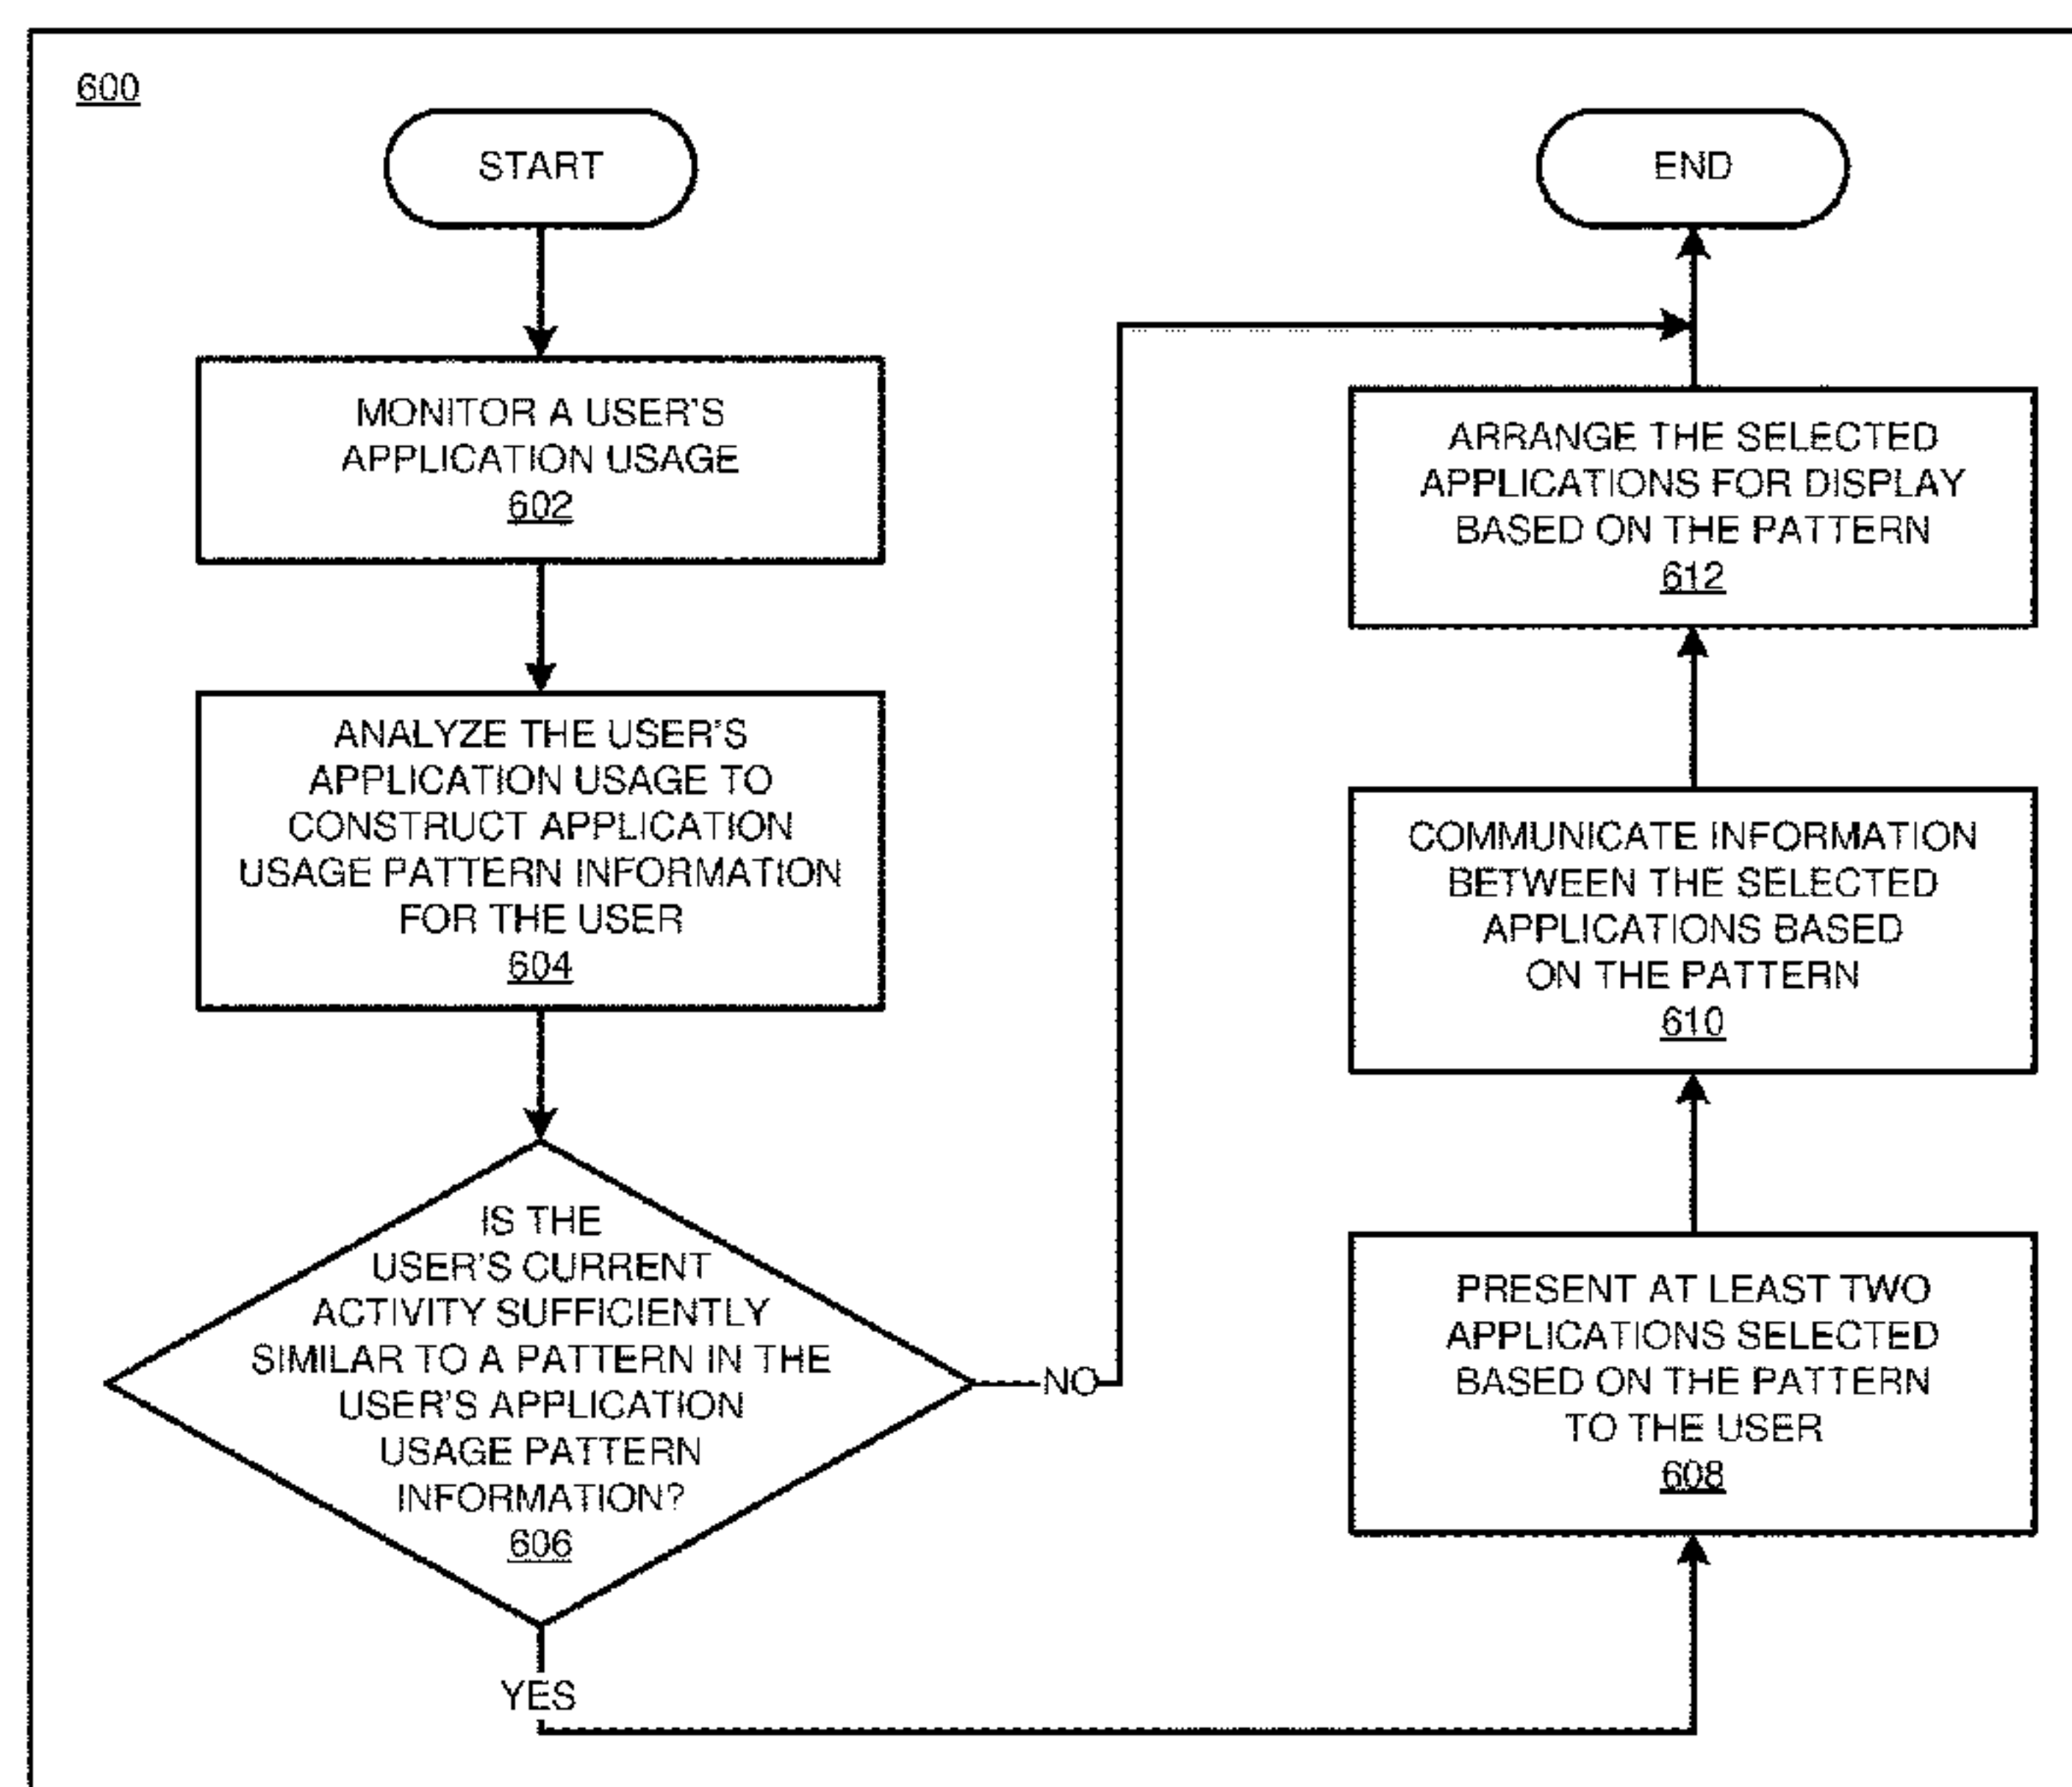 600
START
MONITOR A USER'S
APPLICATION USAGE
602
ANALYZE THE USER'S
APPLICATION USAGE TO
CONSTRUCT APPLICATION
USAGE PATTERN INFORMATION
FOR THE USER
604
IS THE
USER'S CURRENT
ACTIVITY SUFFICIENTLY
SIMILAR TO A PATTERN IN THE
USER'S APPLICATION
USAGE PATTERN
INFORMATION?
606
NO
YES
PRESENT AT LEAST TWO
APPLICATIONS SELECTED
BASED ON THE PATTERN
TO THE USER
608
COMMUNICATE INFORMATION
BETWEEN THE SELECTED
APPLICATIONS BASED
ON THE PATTERN
610
ARRANGE THE SELECTED
APPLICATIONS FOR DISPLAY
BASED ON THE PATTERN
612
END